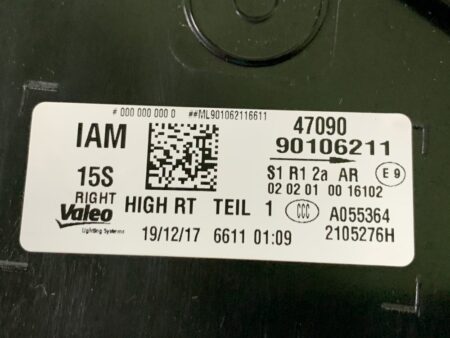 # 000 000 000 0 ##ML901062116611
IAM
47090
90106211
15S
S1 R1 2a AR
E 9
RIGHT
02 02 01 00 16102
Valeo
Lighting Systems
HIGH RT TEIL 1
CCC
A055364
19/12/17 6611 01:09
2105276H